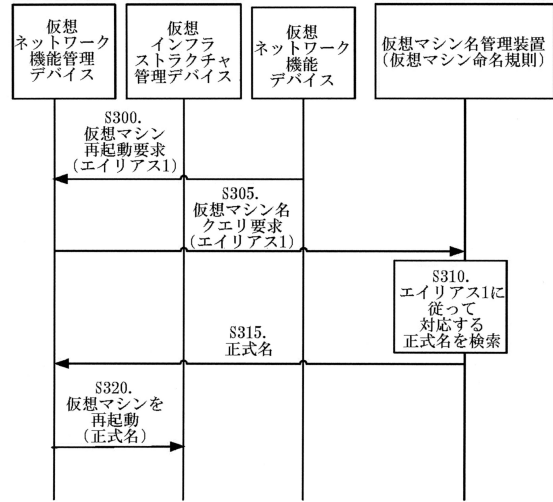 仮想
ネットワーク
機能管理
デバイス
仮想
インフラ
ストラクチャ
管理デバイス
仮想
ネットワーク
機能
デバイス
仮想マシン名管理装置
(仮想マシン命名規則)
S300.
仮想マシン
再起動要求
(エイリアス1)
S305.
仮想マシン名
クエリ要求
(エイリアス1)
S310.
エイリアス1に
従って
対応する
正式名を検索
S315.
正式名
S320.
仮想マシンを
再起動
(正式名)